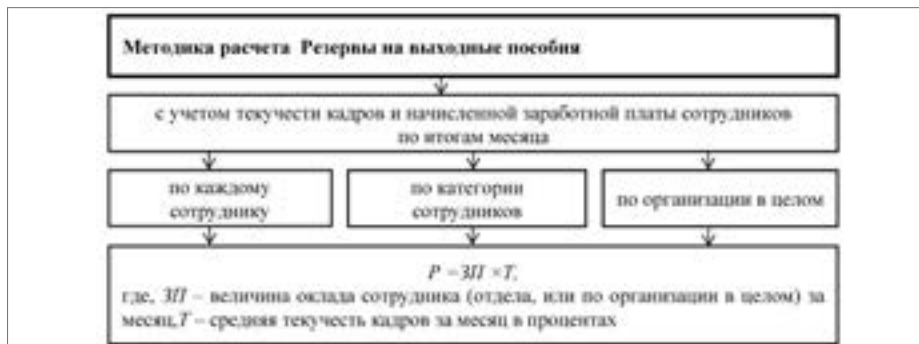 Методика расчета Резервы на выходные пособия
с учетом текучести кадров и начисленной заработной платы сотрудников
по итогам месяца
по каждому
сотруднику
по категории
сотрудников
по организации в целом
Р =ЗП ×Т,
где, ЗП – величина оклада сотрудника (отдела, или по организации в целом) за
месяц,Т – средняя текучесть кадров за месяц в процентах